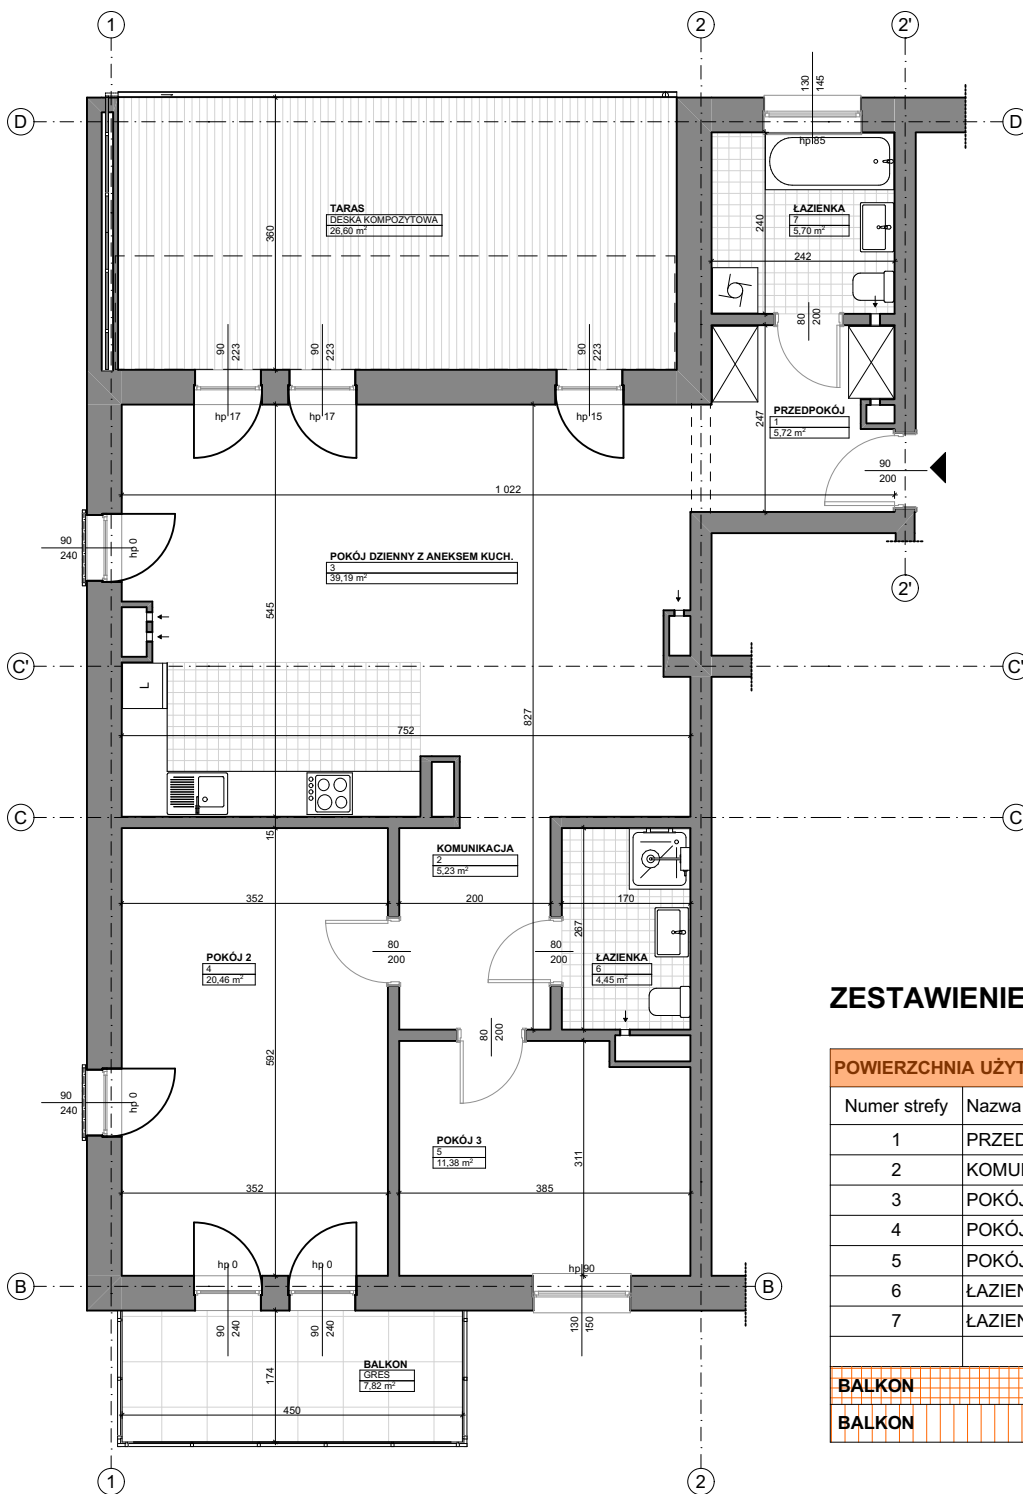 1
2
2'
D
D
130
145
hp 85
TARAS
DESKA KOMPOZYTOWA
26,60 m²
360
ŁAZIENKA
7
5,70 m²
240
242
80
200
90
223
90
223
90
223
hp 17
hp 17
hp 15
PRZEDPOKÓJ
1
5,72 m²
247
90
200
1 022
90
240
hp 0
POKÓJ DZIENNY Z ANEKSEM KUCH.
3
39,19 m²
2'
545
C'
C'
L
827
752
C
C
15
KOMUNIKACJA
2
5,23 m²
352
200
170
267
80
200
80
200
POKÓJ 2
4
20,46 m²
ŁAZIENKA
6
4,45 m²
80
200
592
90
240
hp 0
POKÓJ 3
5
11,38 m²
311
352
385
hp 0
hp 0
hp 90
B
B
90
240
90
240
130
150
174
BALKON
GRES
7,82 m²
450
1
2
ZESTAWIENIE
POWIERZCHNIA UŻYT
Numer strefy Nazwa
1 PRZED
2 KOMU
3 POKÓJ
4 POKÓJ
5 POKÓJ
6 ŁAZIEN
7 ŁAZIEN
BALKON
BALKON